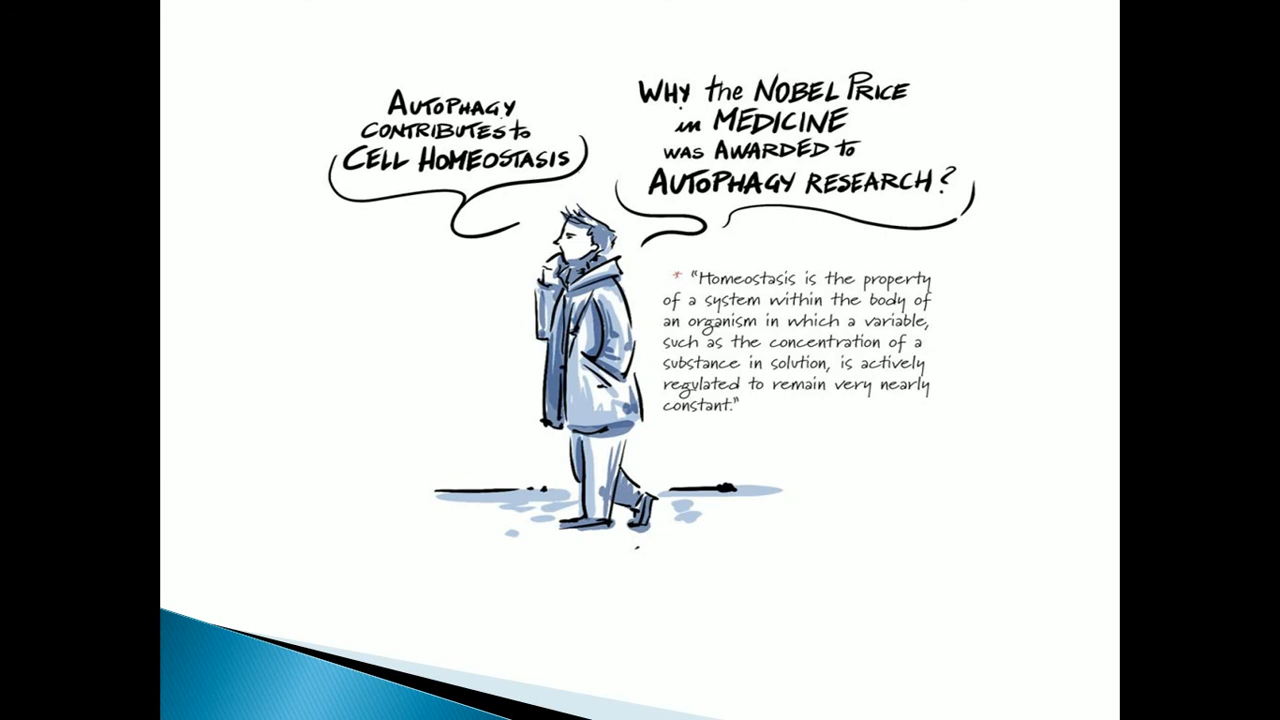 AUTOPHAGY
CONTRIBUTES to
CELL HOMEOSTASIS
WHY the NOBEL PRICE
in MEDICINE
WAS AWARDED to
AUTOPHAGY RESEARCH?
* "Homeostasis is the property
of a system within the body of
an organism in which a variable,
such as the concentration of a
substance in solution, is actively
regulated to remain very nearly
constant."